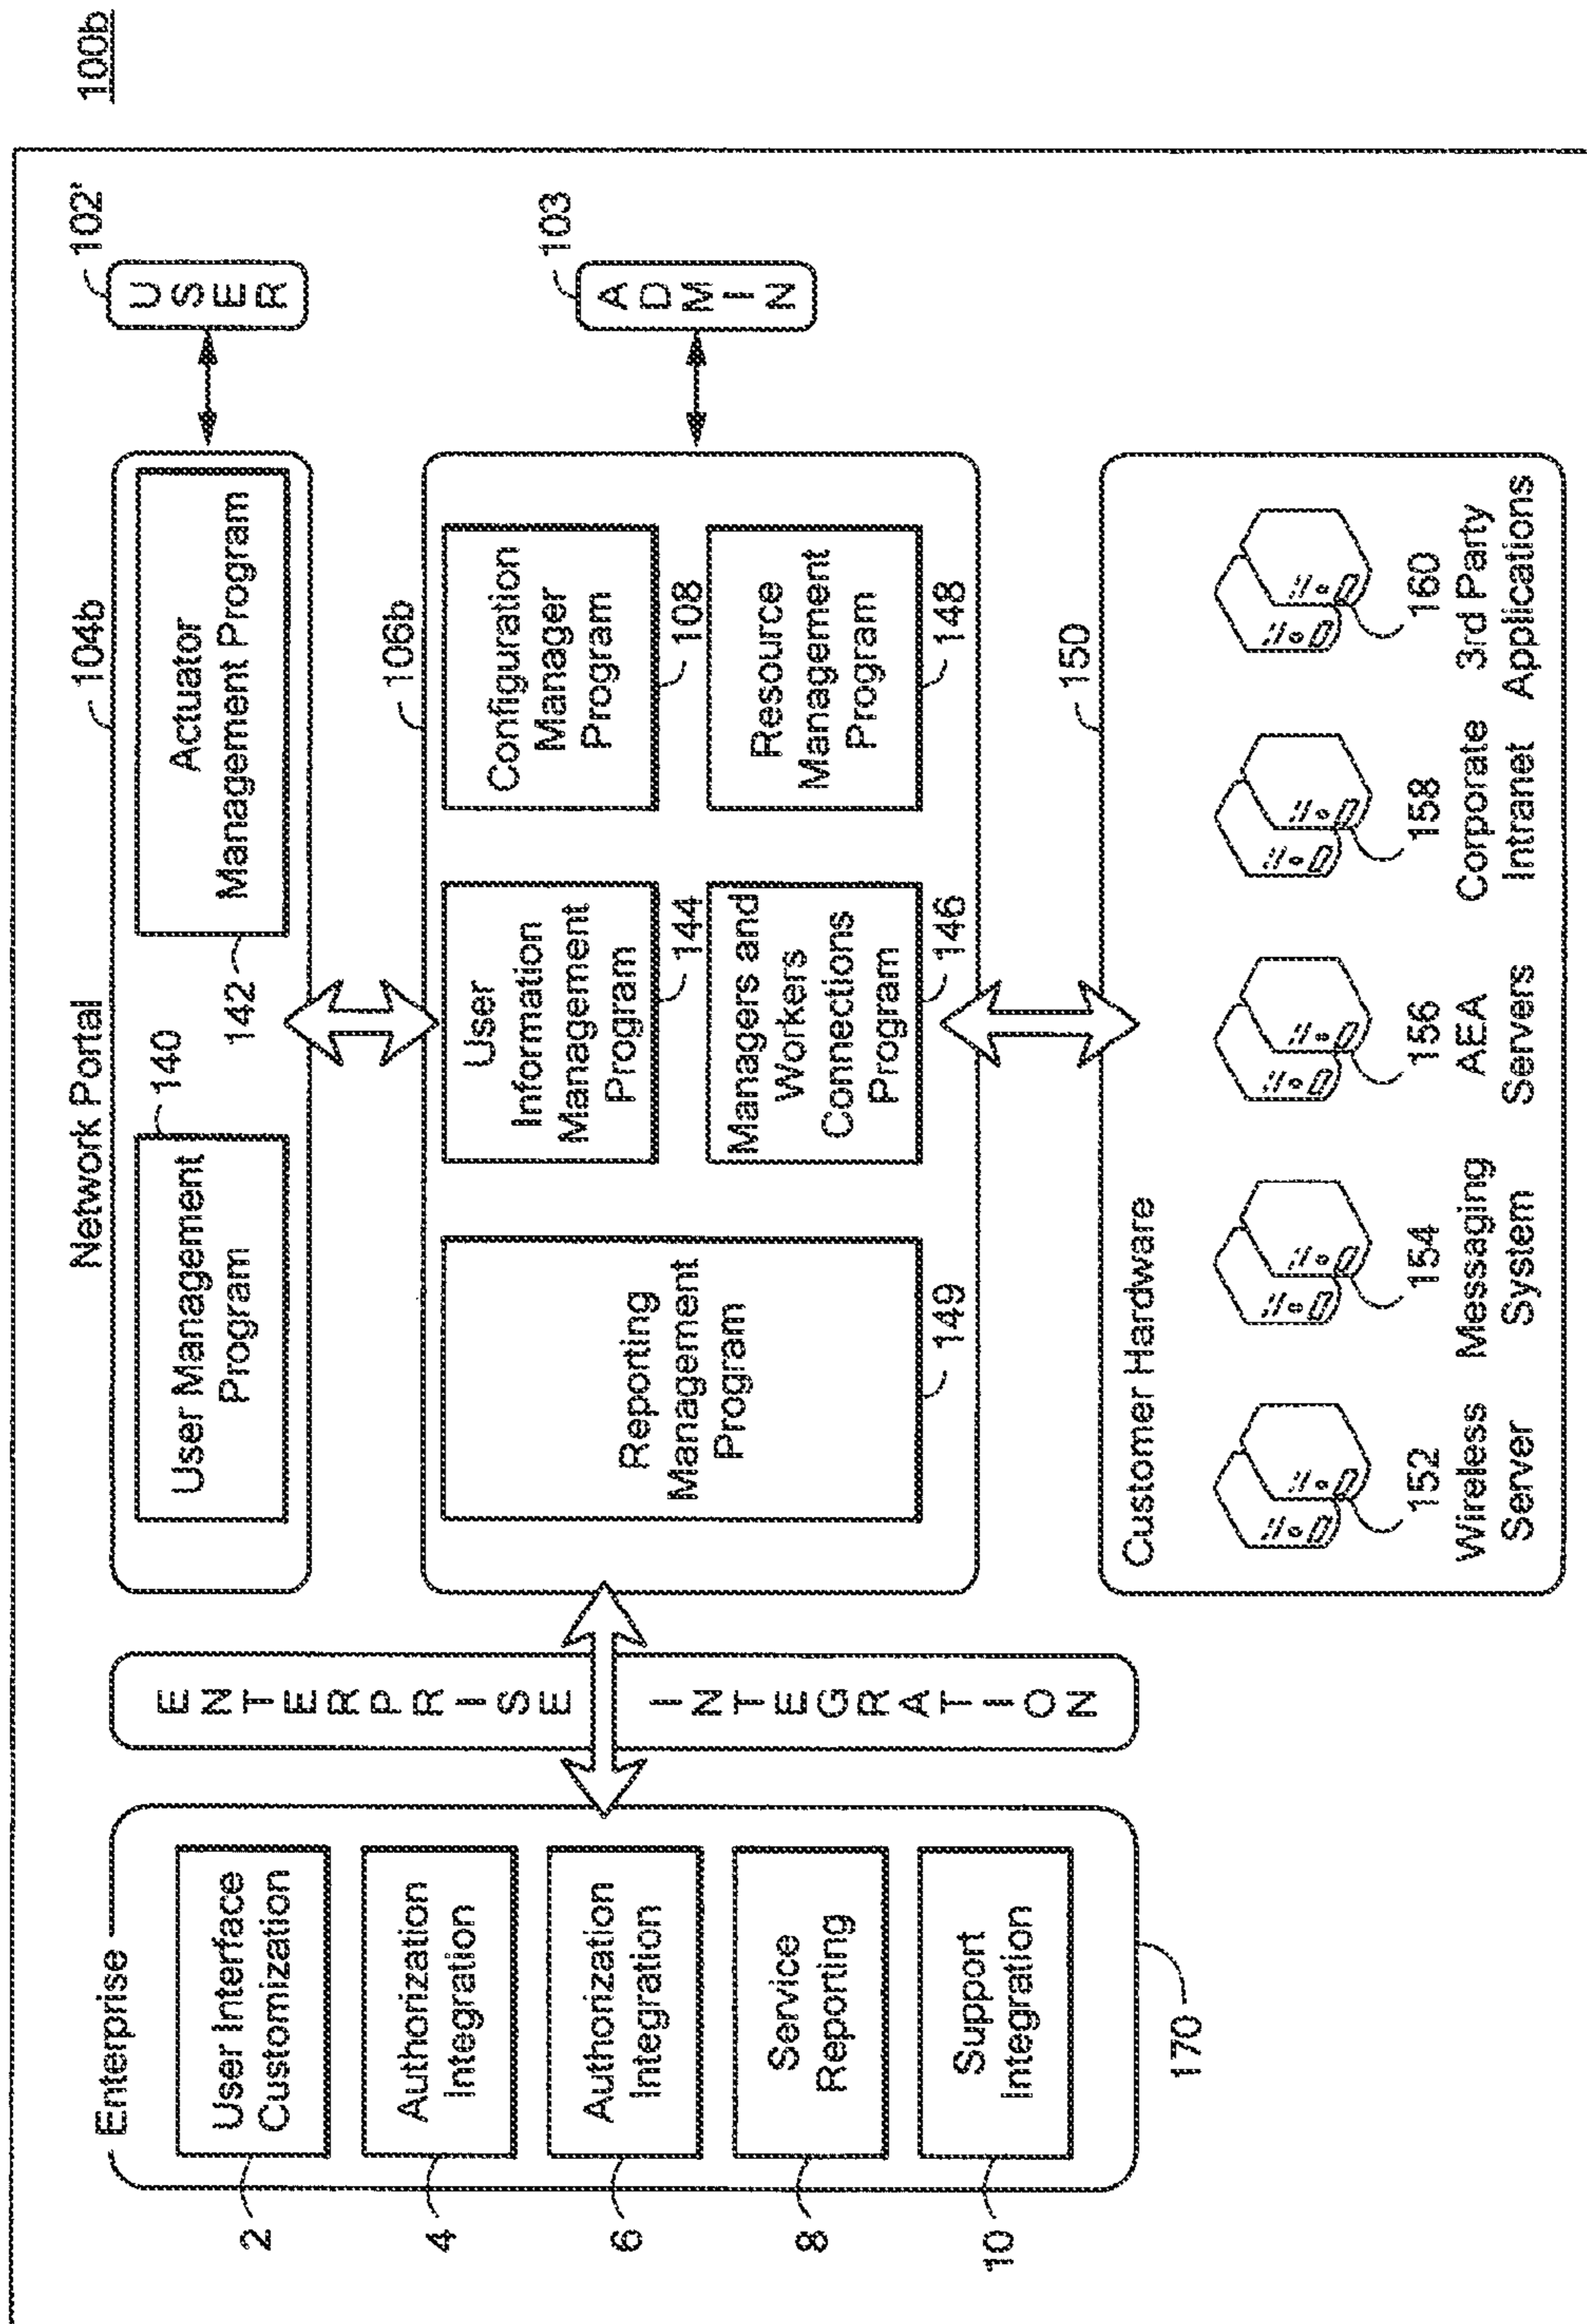 100b
Enterprise
2
User Interface
Customization
4
Authorization
Integration
6
Authorization
Integration
8
Service
Reporting
10
Support
Integration
170
ENTERPRISE
INTEGRATION
Network Portal
104b
140
User Management
Program
142
Actuator
Management Program
102'
USER
106b
Reporting
Management
Program
149
User
Information
Management
Program
144
Configuration
Manager
Program
108
Managers and
Workers
Connections
Program
146
Resource
Management
Program
148
103
ADMIN
150
Customer Hardware
152
Wireless
Server
154
Messaging
System
156
AEA
Servers
158
Corporate
Intranet
160
3rd Party
Applications